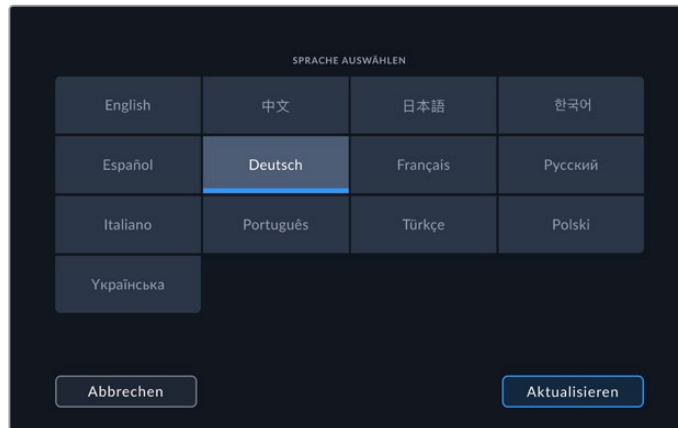 SPRACHE AUSWÄHLEN
English 中文 日本語 한국어
Español Deutsch Français Русский
Italiano Português Türkçe Polski
Українська
Abbrechen Aktualisieren